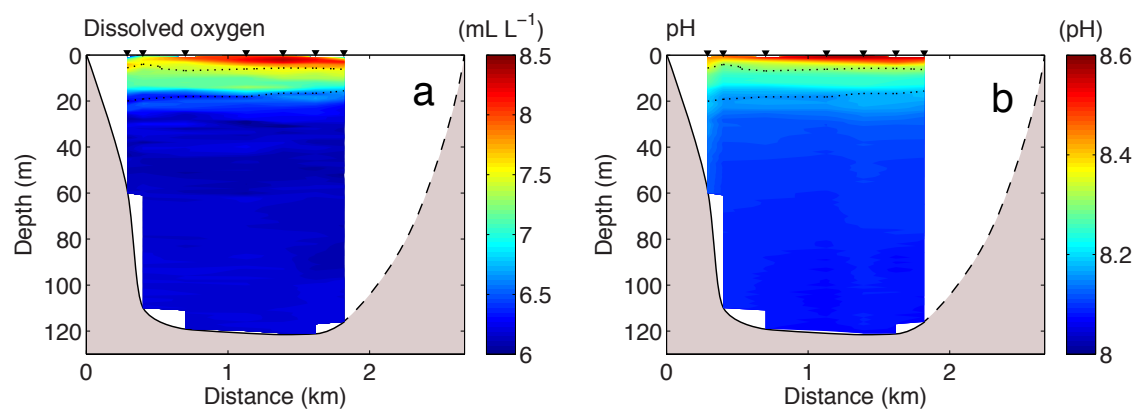 Dissolved oxygen (mL L⁻¹)
0
20
40
60
80
100
120
Depth (m)
0 1 2
Distance (km)
a
8.5
8
7.5
7
6.5
6
pH (pH)
0
20
40
60
80
100
120
Depth (m)
0 1 2
Distance (km)
b
8.6
8.4
8.2
8